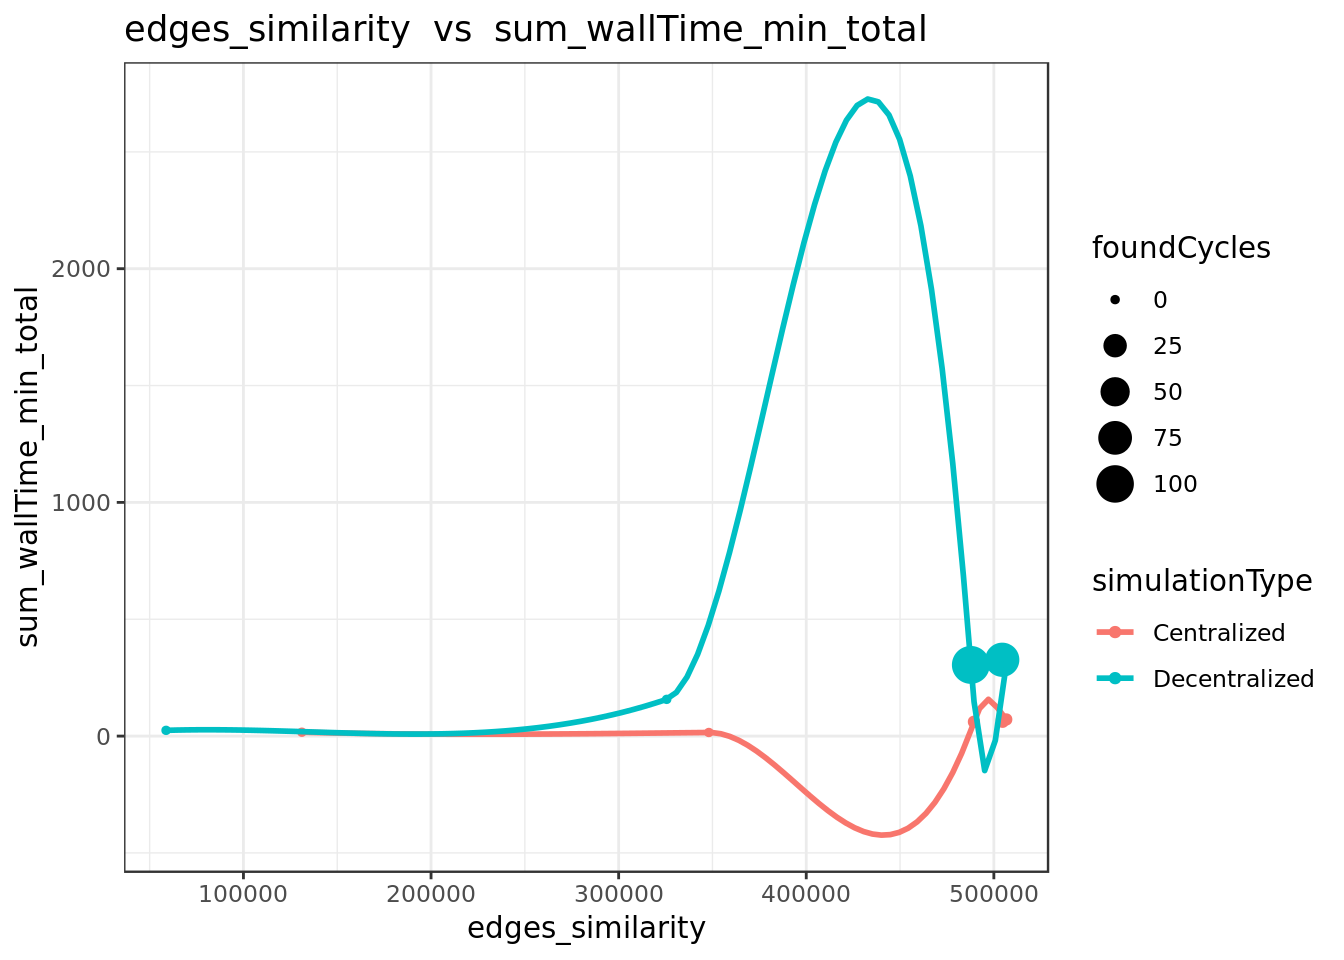 edges_similarity vs sum_wallTime_min_total
sum_wallTime_min_total
2000
1000
0
100000
200000
300000
400000
500000
edges_similarity
foundCycles
0
25
50
75
100
simulationType
Centralized
Decentralized